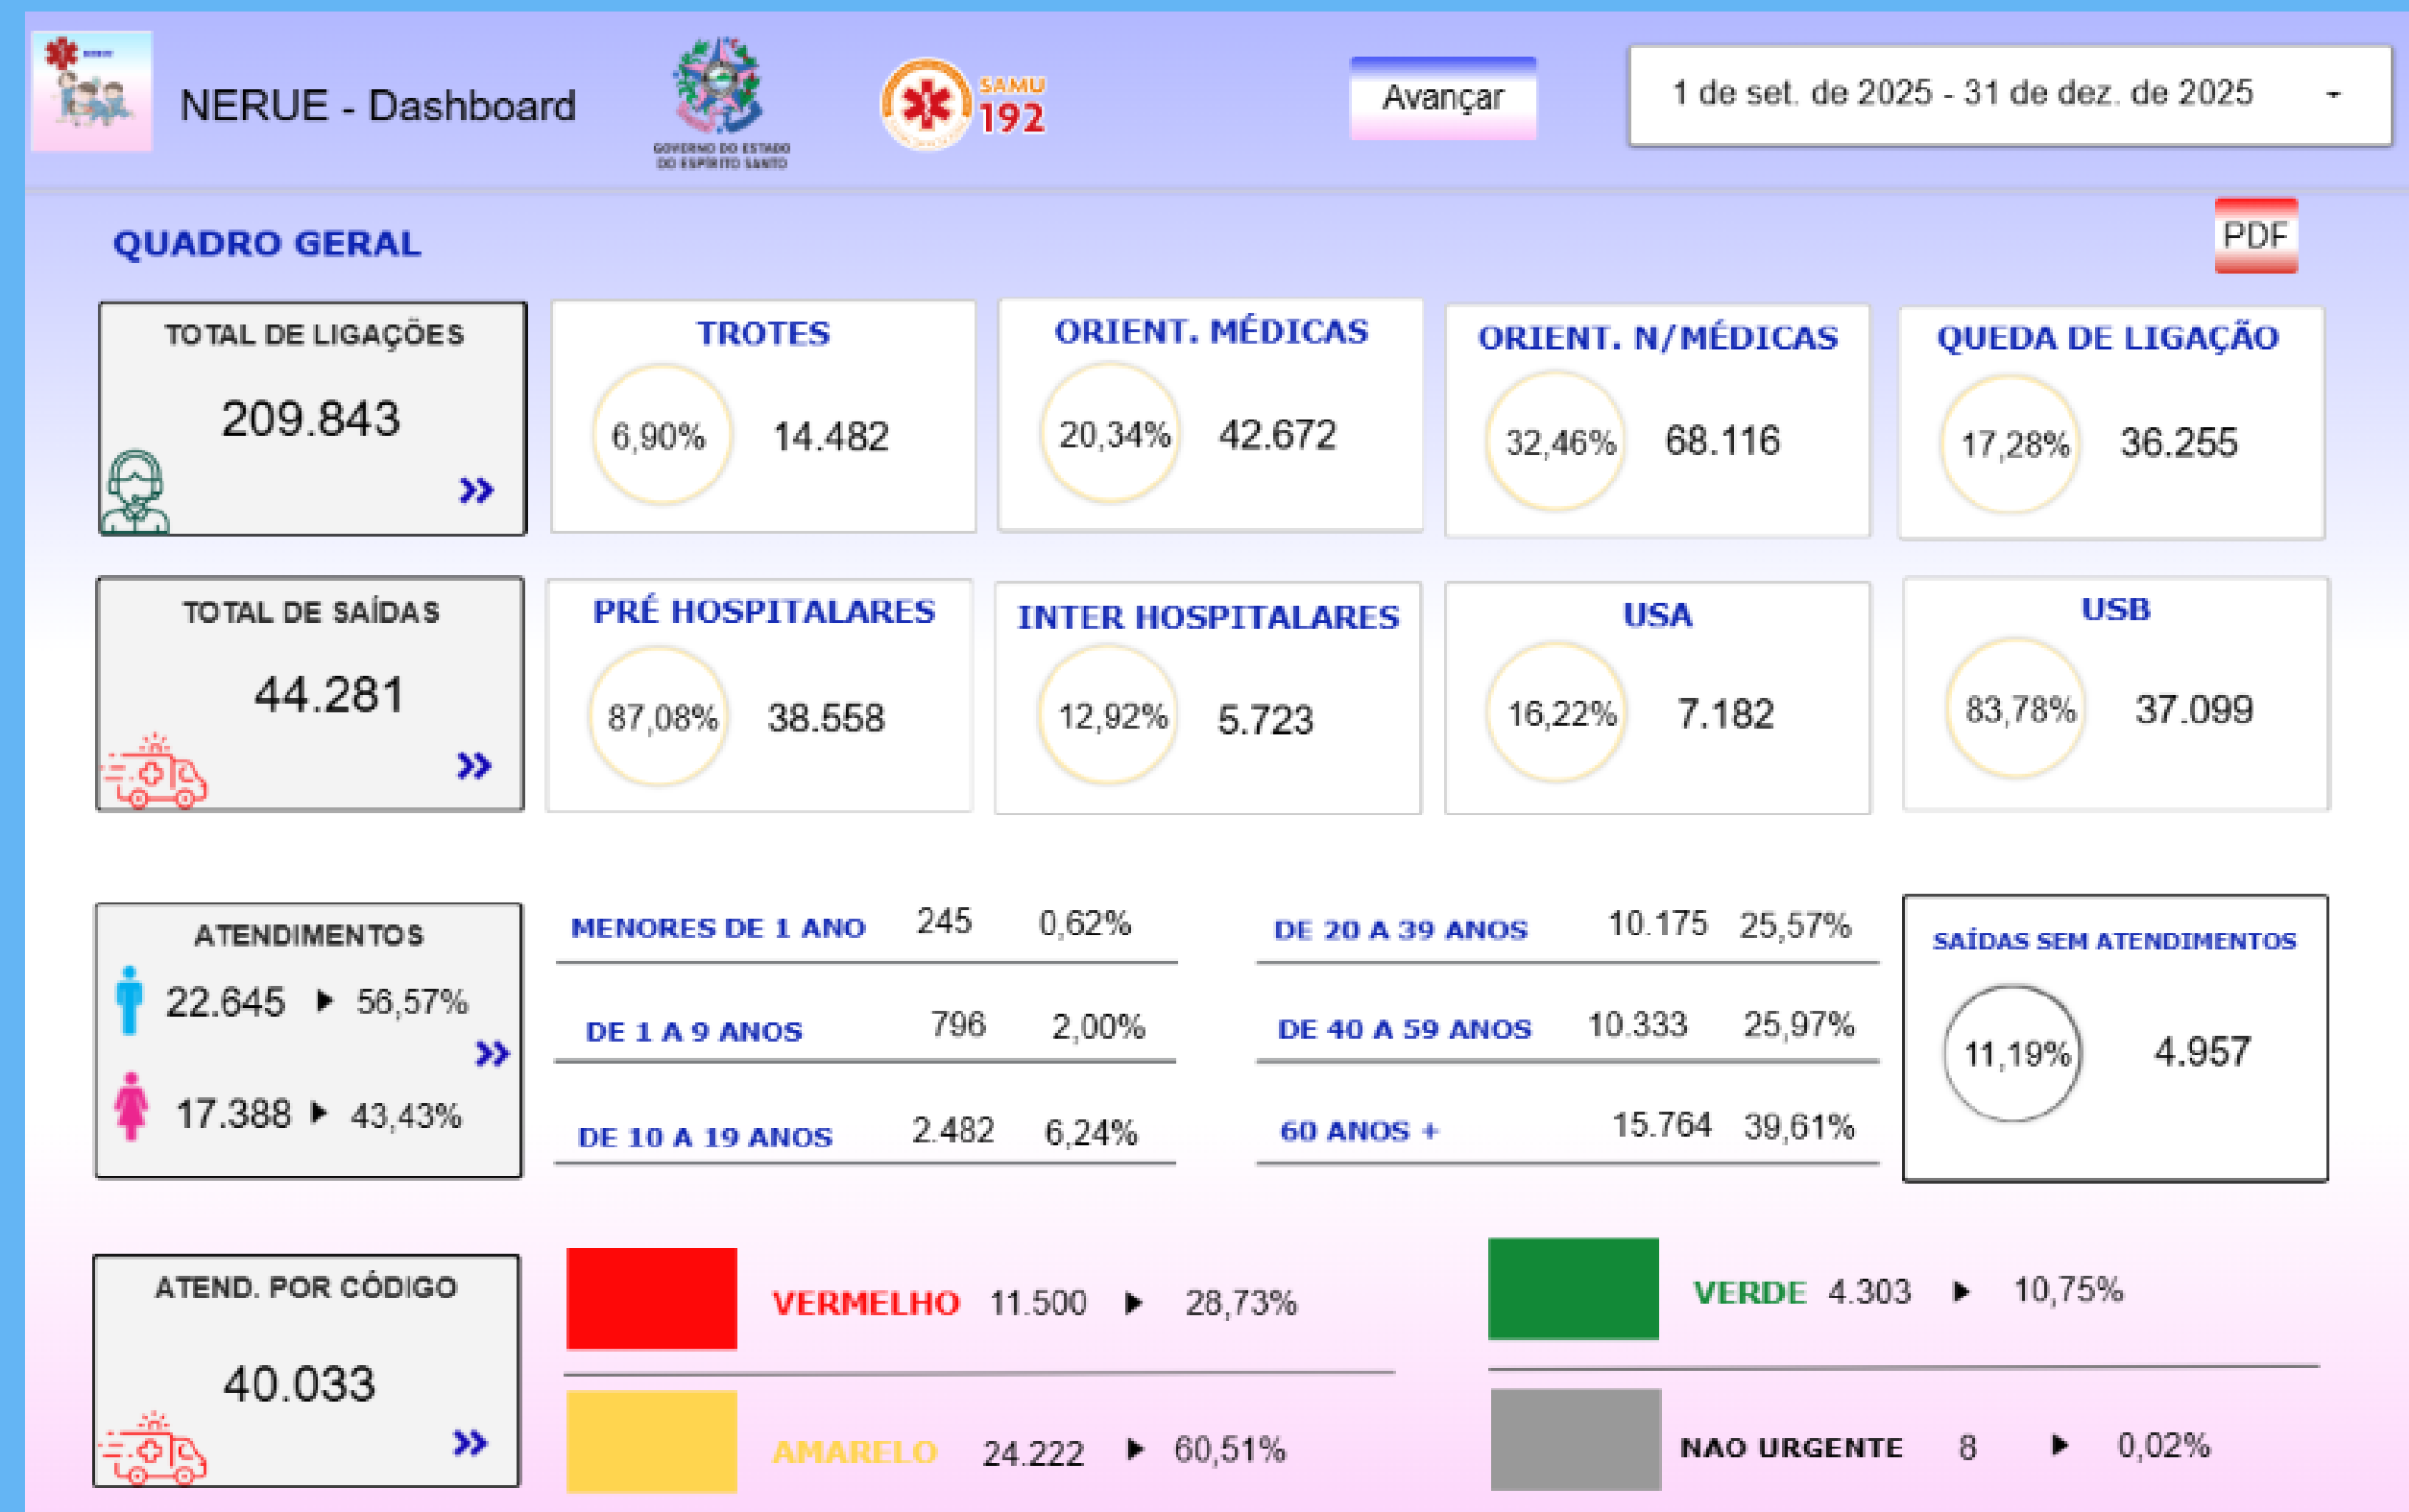 NERUE
NERUE - Dashboard
GOVERNO DO ESTADO
DO ESPÍRITO SANTO
SAMU
192
Avançar
1 de set. de 2025 - 31 de dez. de 2025
QUADRO GERAL
PDF
TOTAL DE LIGAÇÕES
209.843
TROTES
6,90% 14.482
ORIENT. MÉDICAS
20,34% 42.672
ORIENT. N/MÉDICAS
32,46% 68.116
QUEDA DE LIGAÇÃO
17,28% 36.255
TOTAL DE SAÍDAS
44.281
PRÉ HOSPITALARES
87,08% 38.558
INTER HOSPITALARES
12,92% 5.723
USA
16,22% 7.182
USB
83,78% 37.099
ATENDIMENTOS
22.645 56,57%
17.388 43,43%
MENORES DE 1 ANO 245 0,62%
DE 1 A 9 ANOS 796 2,00%
DE 10 A 19 ANOS 2.482 6,24%
DE 20 A 39 ANOS 10.175 25,57%
DE 40 A 59 ANOS 10.333 25,97%
60 ANOS + 15.764 39,61%
SAÍDAS SEM ATENDIMENTOS
11,19% 4.957
ATEND. POR CÓDIGO
40.033
VERMELHO 11.500 28,73%
AMARELO 24.222 60,51%
VERDE 4.303 10,75%
NAO URGENTE 8 0,02%